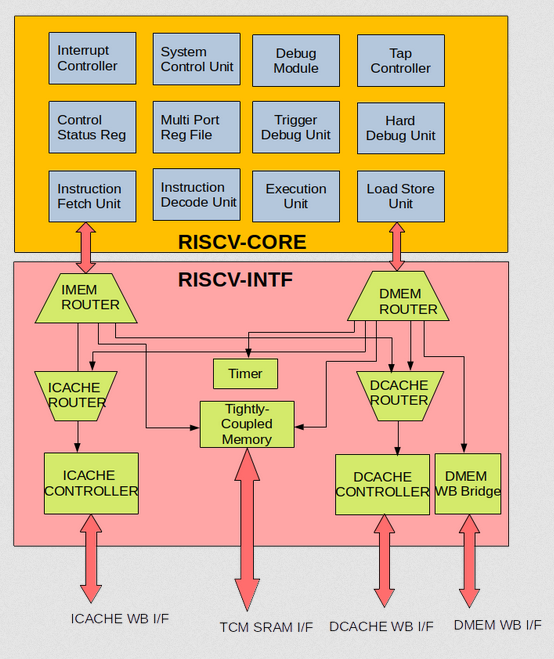 Interrupt
Controller
System
Control Unit
Debug
Module
Tap
Controller
Control
Status Reg
Multi Port
Reg File
Trigger
Debug Unit
Hard
Debug Unit
Instruction
Fetch Unit
Instruction
Decode Unit
Execution
Unit
Load Store
Unit
RISCV-CORE
RISCV-INTF
IMEM
ROUTER
DMEM
ROUTER
ICACHE
ROUTER
Timer
DCACHE
ROUTER
Tightly-
Coupled
Memory
ICACHE
CONTROLLER
DCACHE
CONTROLLER
DMEM
WB Bridge
ICACHE WB I/F
TCM SRAM I/F
DCACHE WB I/F
DMEM WB I/F